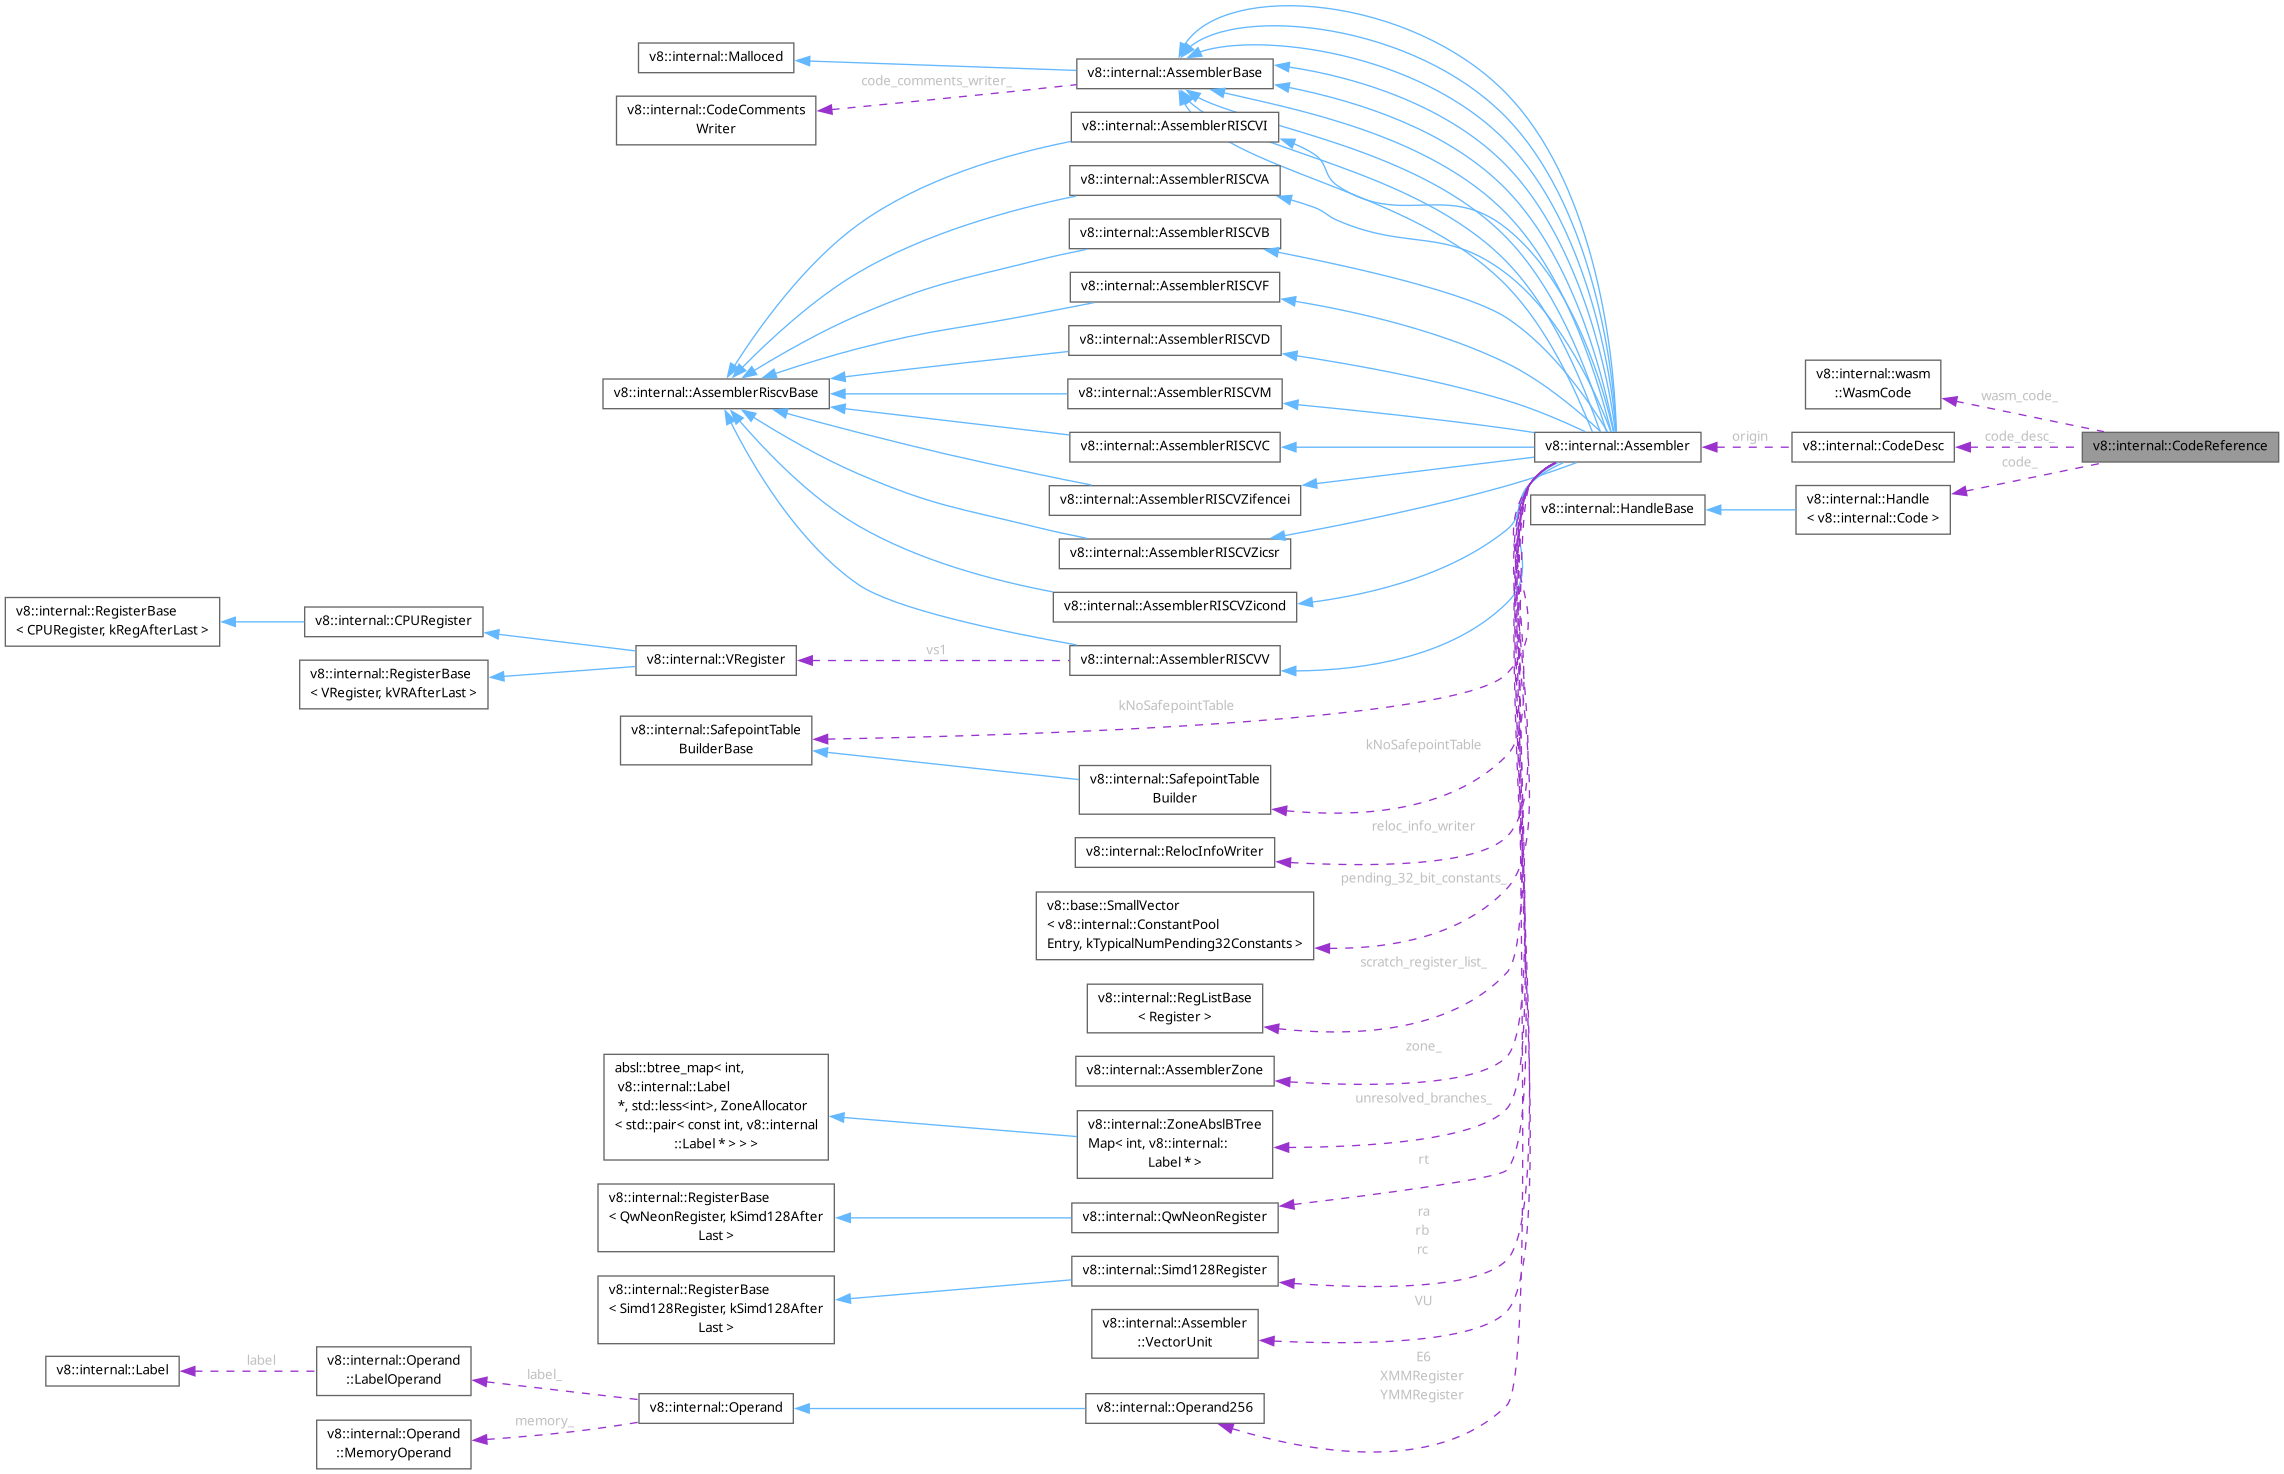 v8::internal::Malloced
v8::internal::CodeComments
Writer
code_comments_writer_
v8::internal::AssemblerBase
v8::internal::AssemblerRISCVI
v8::internal::AssemblerRISCVA
v8::internal::AssemblerRISCVB
v8::internal::AssemblerRISCVF
v8::internal::AssemblerRISCVD
v8::internal::AssemblerRiscvBase
v8::internal::AssemblerRISCVM
v8::internal::AssemblerRISCVC
v8::internal::AssemblerRISCVZifencei
v8::internal::AssemblerRISCVZicsr
v8::internal::AssemblerRISCVZicond
v8::internal::AssemblerRISCVV
v8::internal::Assembler
origin
v8::internal::wasm
::WasmCode
wasm_code_
v8::internal::CodeDesc
code_desc_
v8::internal::CodeReference
code_
v8::internal::HandleBase
v8::internal::Handle
< v8::internal::Code >
v8::internal::RegisterBase
< CPURegister, kRegAfterLast >
v8::internal::CPURegister
v8::internal::RegisterBase
< VRegister, kVRAfterLast >
v8::internal::VRegister
vs1
v8::internal::SafepointTable
BuilderBase
kNoSafepointTable
kNoSafepointTable
v8::internal::SafepointTable
Builder
reloc_info_writer
v8::internal::RelocInfoWriter
pending_32_bit_constants_
v8::base::SmallVector
< v8::internal::ConstantPool
Entry, kTypicalNumPending32Constants >
scratch_register_list_
v8::internal::RegListBase
< Register >
zone_
v8::internal::AssemblerZone
unresolved_branches_
absl::btree_map< int,
v8::internal::Label
*, std::less<int>, ZoneAllocator
< std::pair< const int, v8::internal
::Label * > > >
v8::internal::ZoneAbslBTree
Map< int, v8::internal::
Label * >
rt
v8::internal::RegisterBase
< QwNeonRegister, kSimd128After
Last >
v8::internal::QwNeonRegister
ra
rb
rc
v8::internal::RegisterBase
< Simd128Register, kSimd128After
Last >
v8::internal::Simd128Register
VU
v8::internal::Assembler
::VectorUnit
E6
XMMRegister
YMMRegister
v8::internal::Label
label
v8::internal::Operand
::LabelOperand
label_
v8::internal::Operand
v8::internal::Operand256
memory_
v8::internal::Operand
::MemoryOperand